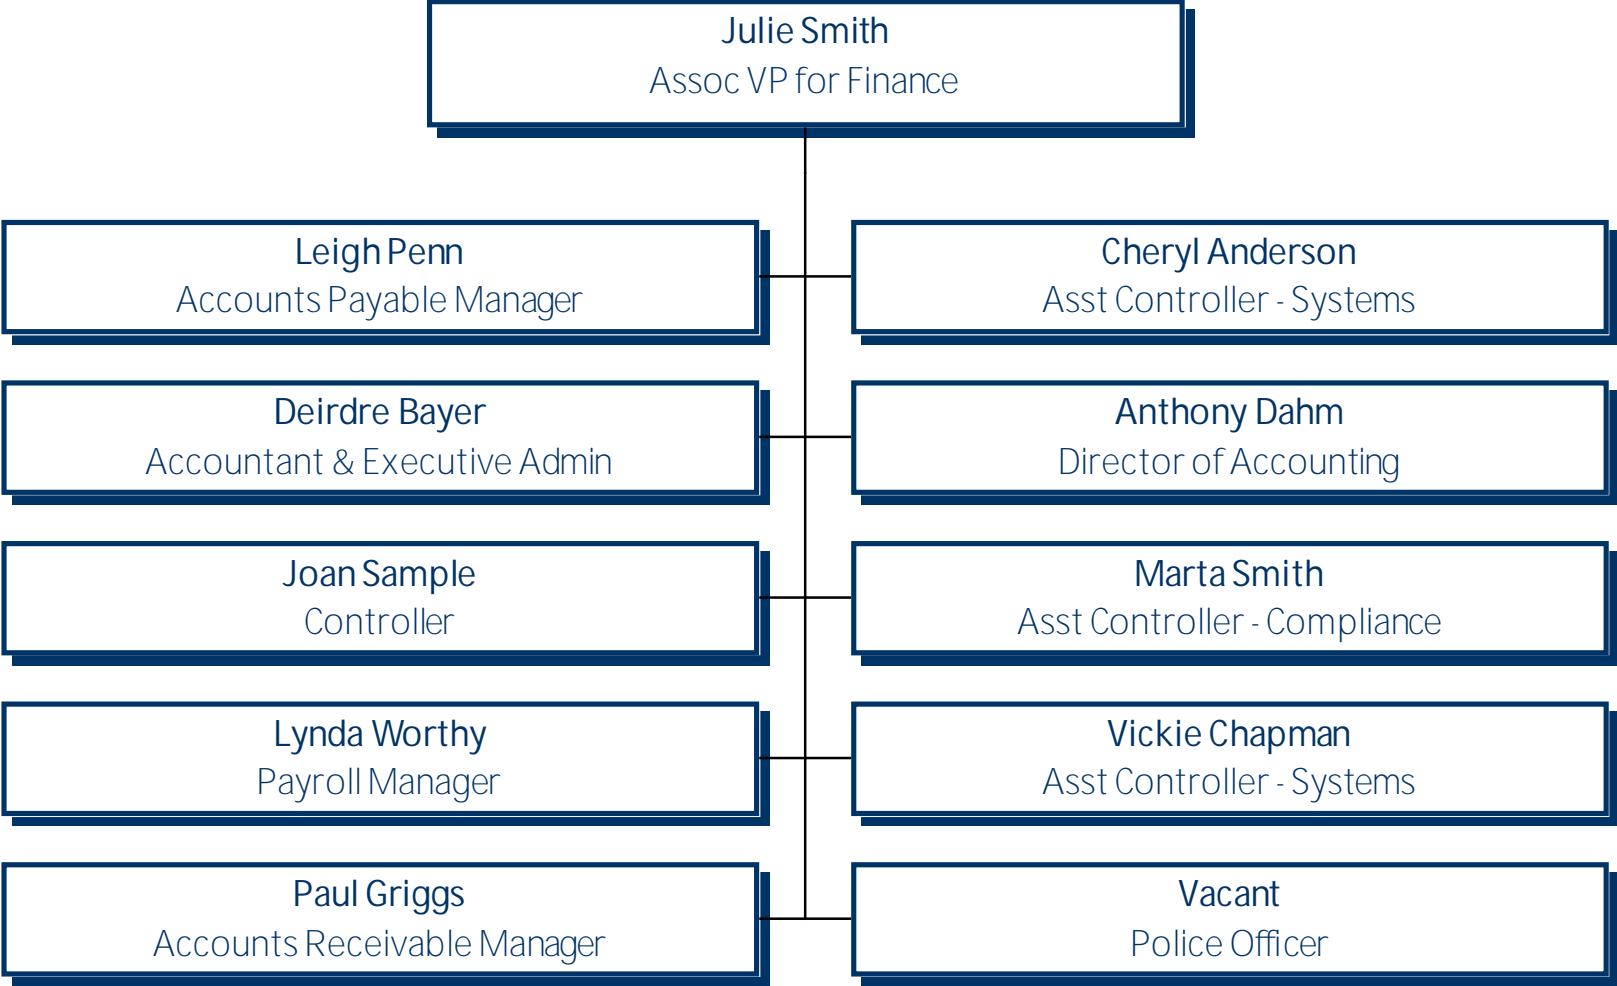 Julie Smith
Assoc VP for Finance
Leigh Penn
Accounts Payable Manager
Cheryl Anderson
Asst Controller - Systems
Deirdre Bayer
Accountant & Executive Admin
Anthony Dahm
Director of Accounting
Joan Sample
Controller
Marta Smith
Asst Controller - Compliance
Lynda Worthy
Payroll Manager
Vickie Chapman
Asst Controller - Systems
Paul Griggs
Accounts Receivable Manager
Vacant
Police Officer